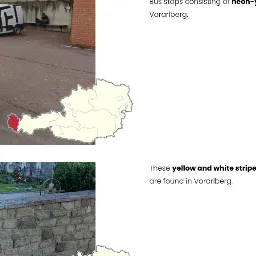 Bus stops consisting of neon-y
Vorarlberg.
These yellow and white stripe
are found in Vorarlberg.